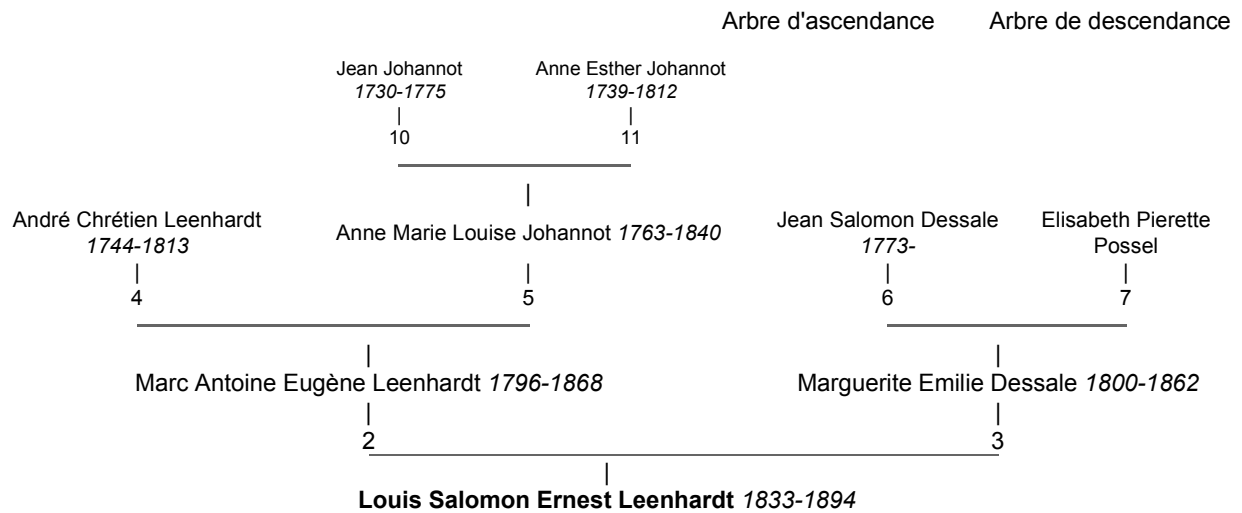 Arbre d'ascendance Arbre de descendance
Jean Johannot Anne Esther Johannot
1730-1775 1739-1812
| |
10 11
|
André Chrétien Leenhardt Anne Marie Louise Johannot 1763-1840 Jean Salomon Dessale Elisabeth Pierette
1744-1813 1773- Possel
| | | |
4 5 6 7
| |
Marc Antoine Eugène Leenhardt 1796-1868 Marguerite Emilie Dessale 1800-1862
| |
2 3
|
Louis Salomon Ernest Leenhardt 1833-1894